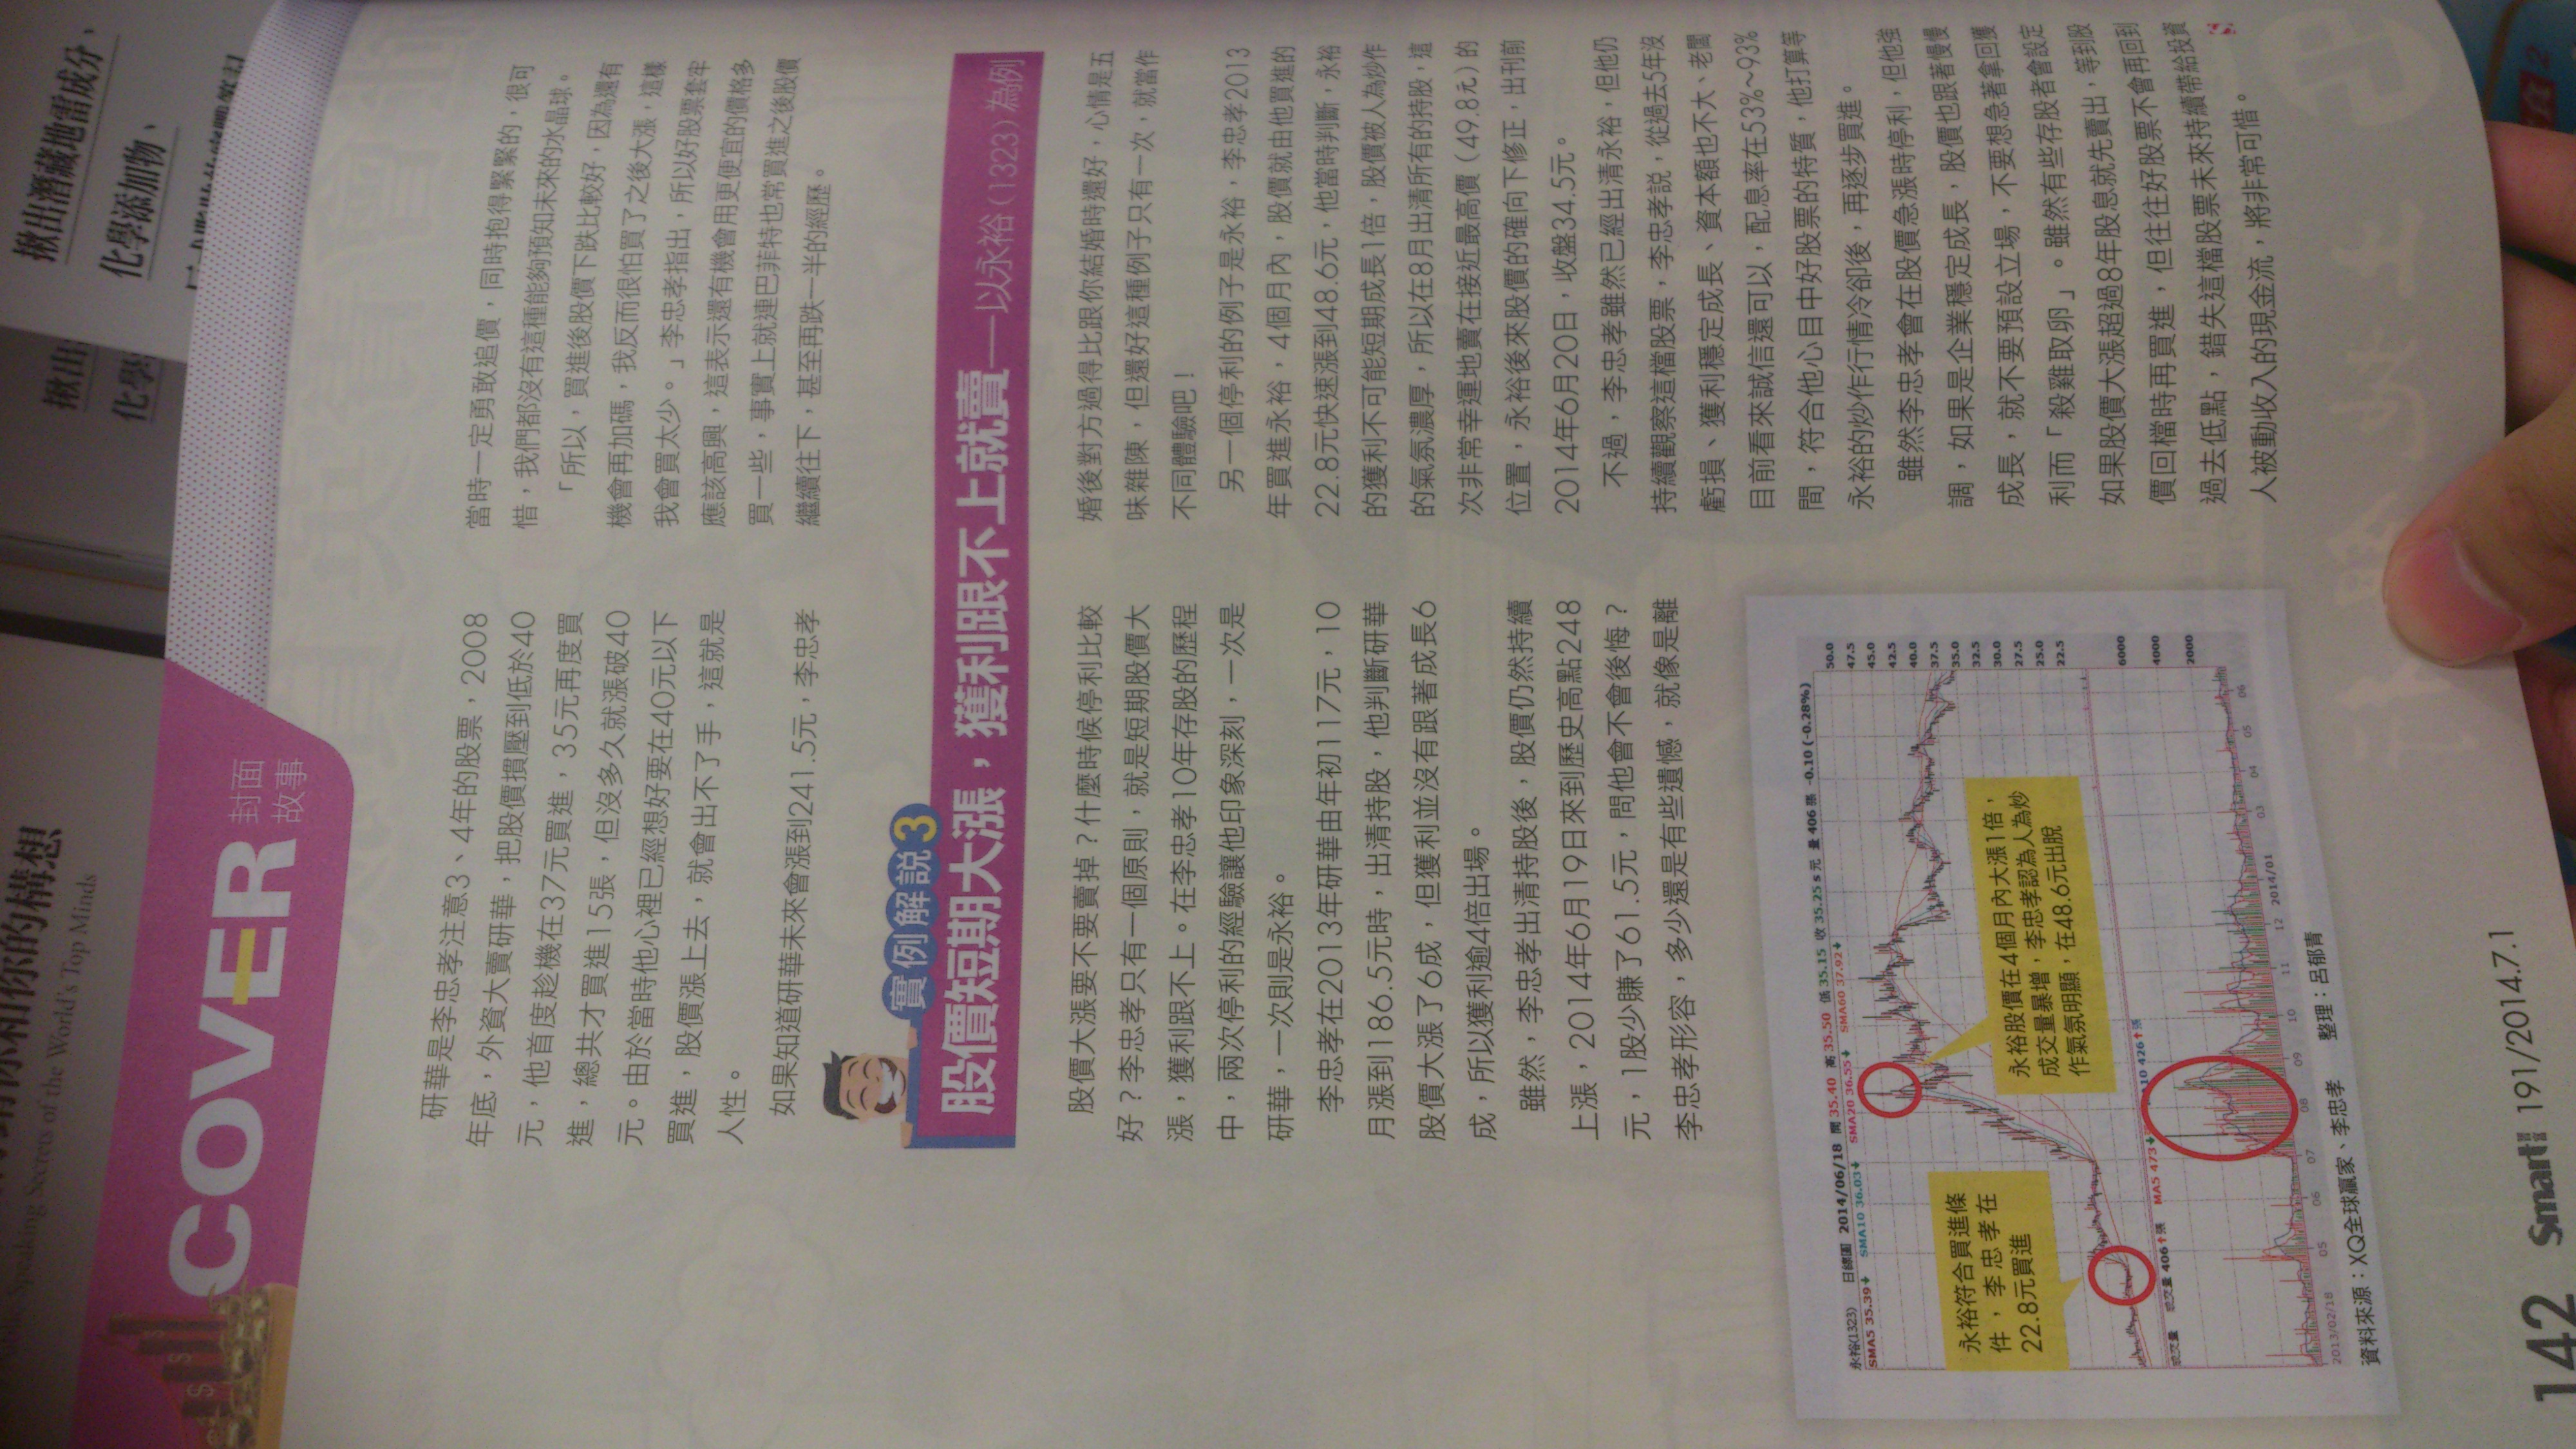 你和你的構想
Public-Speaking Secrets of the World's Top Minds
揪出
化學
揪出潛藏地雷成分、
化學添加物、
COVER
封面
故事
研華是李忠孝注意3、4年的股票，2008
年底，外資大賣研華，把股價摜壓到低於40
元，他首度趁機在37元買進，35元再度買
進，總共才買進15張，但沒多久就漲破40
元。由於當時他心裡已經想好要在40元以下
買進，股價漲上去，就會出不了手，這就是
人性。
如果知道研華未來會漲到241.5元，李忠孝
當時一定勇敢追價，同時抱得緊緊的，很可
惜，我們都沒有這種能夠預知未來的水晶球。
「所以，買進後股價下跌比較好，因為還有
機會再加碼，我反而很怕買了之後大漲，這樣
我會買太少。」李忠孝指出，所以好股票套牢
應該高興，這表示還有機會用更便宜的價格多
買一些，事實上就連巴菲特也常買進之後股價
繼續往下，甚至再跌一半的經歷。
實例解說3
股價短期大漲，獲利跟不上就賣——以永裕（1323）為例
股價大漲要不要賣掉？什麼時候停利比較
好？李忠孝只有一個原則，就是短期股價大
漲，獲利跟不上。在李忠孝10年存股的歷程
中，兩次停利的經驗讓他印象深刻，一次是
研華，一次則是永裕。
李忠孝在2013年研華由年初117元，10
月漲到186.5元時，出清持股，他判斷研華
股價大漲了6成，但獲利並沒有跟著成長6
成，所以獲利逾4倍出場。
雖然，李忠孝出清持股後，股價仍然持續
上漲，2014年6月19日來到歷史高點248
元，1股少賺了61.5元，問他會不會後悔？
李忠孝形容，多少還是有些遺憾，就像是離
婚後對方過得比跟你結婚時還好，心情是五
味雜陳，但還好這種例子只有一次，就當作
不同體驗吧！
另一個停利的例子是永裕，李忠孝2013
年買進永裕，4個月內，股價就由他買進的
22.8元快速漲到48.6元，他當時判斷，永裕
的獲利不可能短期成長1倍，股價被人為炒作
的氣氛濃厚，所以在8月出清所有的持股，這
次非常幸運地賣在接近最高價（49.8元）的
位置，永裕後來股價的確向下修正，出刊前
2014年6月20日，收盤34.5元。
不過，李忠孝雖然已經出清永裕，但他仍
持續觀察這檔股票，李忠孝說，從過去5年沒
虧損、獲利穩定成長、資本額也不大、老闆
目前看來誠信還可以，配息率在53%～93%
間，符合他心目中好股票的特質，他打算等
永裕的炒作行情冷卻後，再逐步買進。
雖然李忠孝會在股價急漲時停利，但他強
調，如果是企業穩定成長，股價也跟著慢慢
成長，就不要預設立場，不要想急著拿回獲
利而「殺雞取卵」。雖然有些存股者會設定
如果股價大漲超過8年股息就先賣出，等到股
價回檔時再買進，但往往好股票不會再回到
過去低點，錯失這檔股票未來持續帶給投資
人被動收入的現金流，將非常可惜。
永裕(1323) 日線圖 2014/06/18 開 35.40 高 35.50 低 35.15 收 35.25 s 元 量 406 張 -0.10 (-0.28%)
SMA5 35.39↓ SMA10 36.03↓ SMA20 36.55↓ SMA60 37.92↓
50.0
47.5
45.0
42.5
40.0
37.5
35.0
32.5
30.0
27.5
25.0
22.5
永裕符合買進條
件，李忠孝在
22.8元買進
永裕股價在4個月內大漲1倍，
成交量暴增，李忠孝認為人為炒
作氣氛明顯，在48.6元出脫
成交量 成交量 406↑張 MA5 473↓ 10 426↑張
6000
4000
2000
2013/02/18 05 06 07 08 09 10 11 12 2014/01 03 04 05 06
資料來源：XQ全球贏家、李忠孝 整理：呂郁青
142 Smart 191/2014.7.1